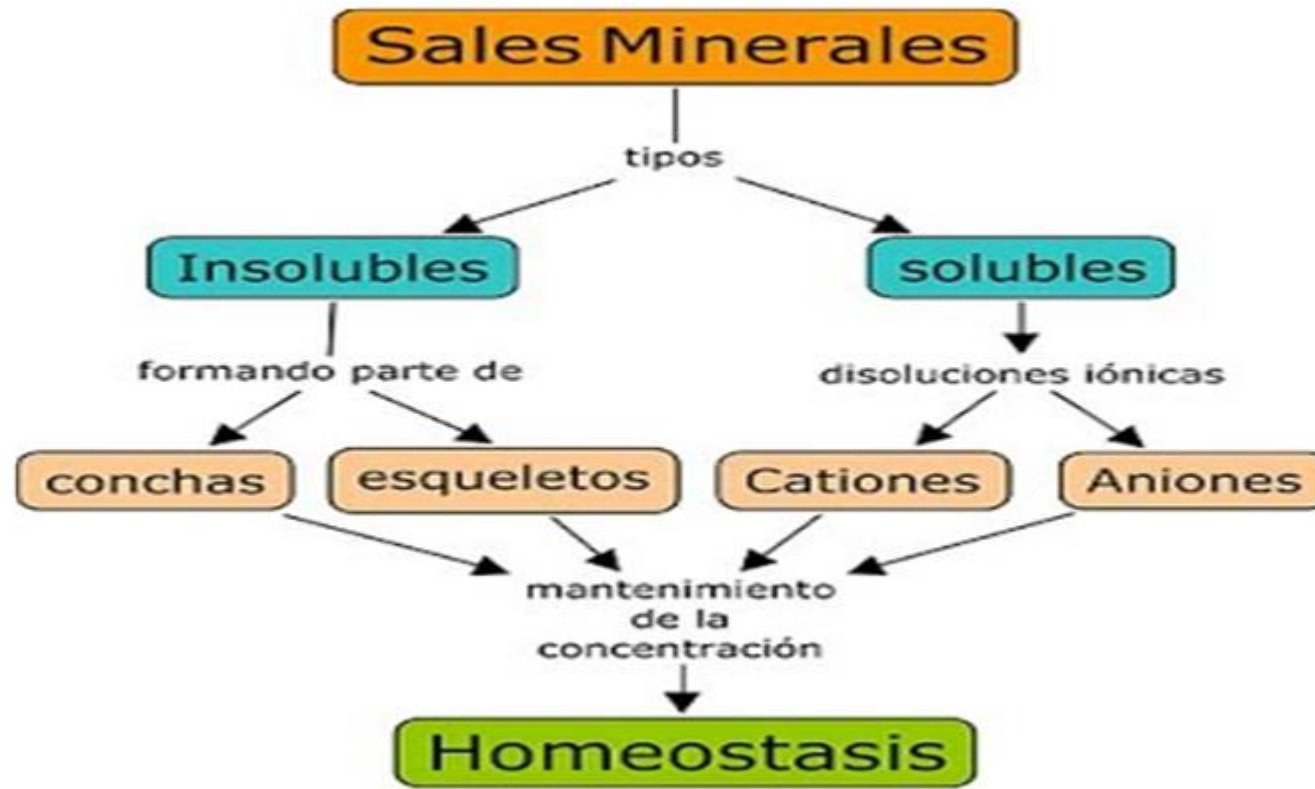 Sales Minerales
tipos
Insolubles
solubles
formando parte de
disoluciones iónicas
conchas
esqueletos
Cationes
Aniones
mantenimiento
de la
concentración
Homeostasis